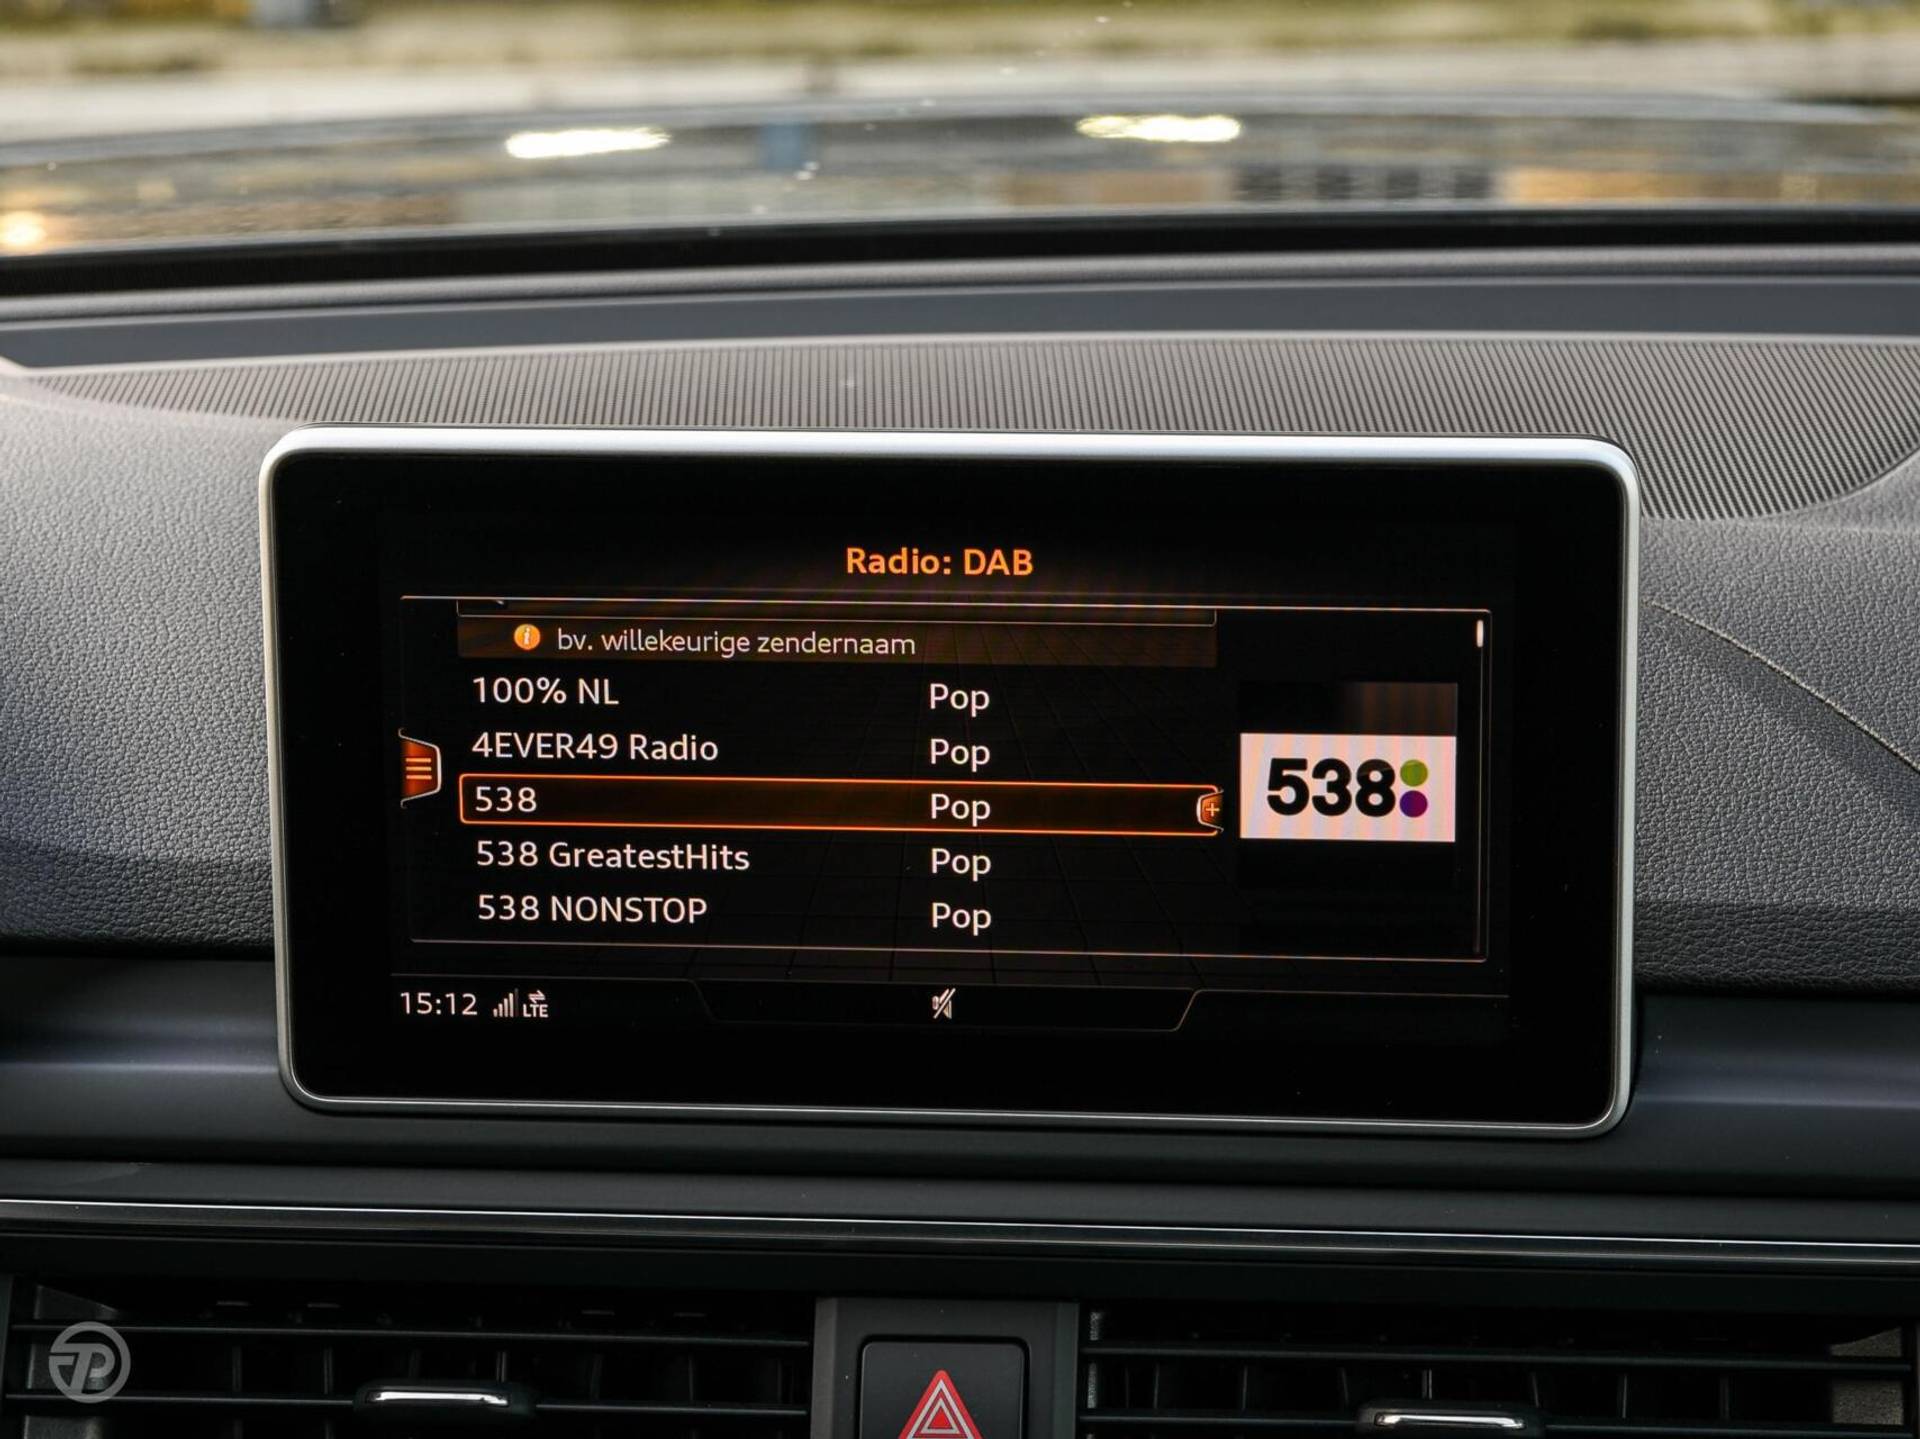 Radio: DAB
bv. willekeurige zendernaam
100% NL Pop
4EVER49 Radio Pop
538 Pop
538
538 GreatestHits Pop
538 NONSTOP Pop
15:12 LTE